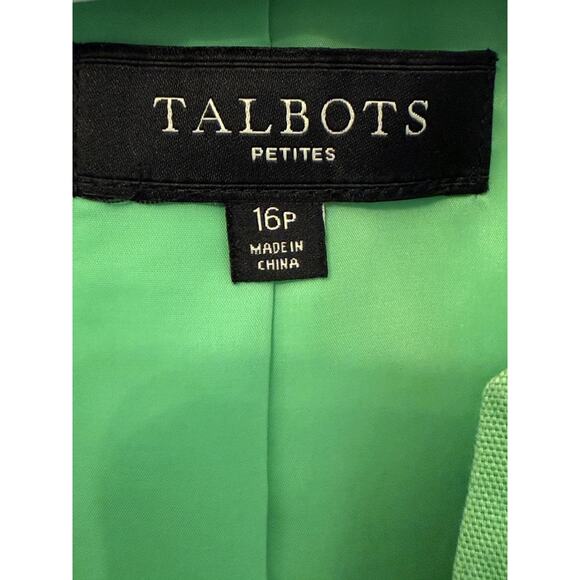 TALBOTS
PETITES
16P
MADE IN
CHINA